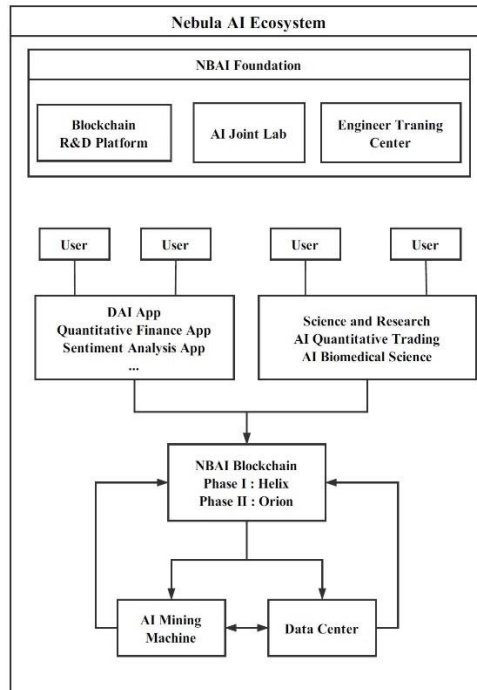 Nebula AI Ecosystem
NBAI Foundation
Blockchain
R&D Platform
AI Joint Lab
Engineer Traning
Center
User
User
User
User
DAI App
Quantitative Finance App
Sentiment Analysis App
...
Science and Research
AI Quantitative Trading
AI Biomedical Science
NBAI Blockchain
Phase I : Helix
Phase II : Orion
AI Mining
Machine
Data Center